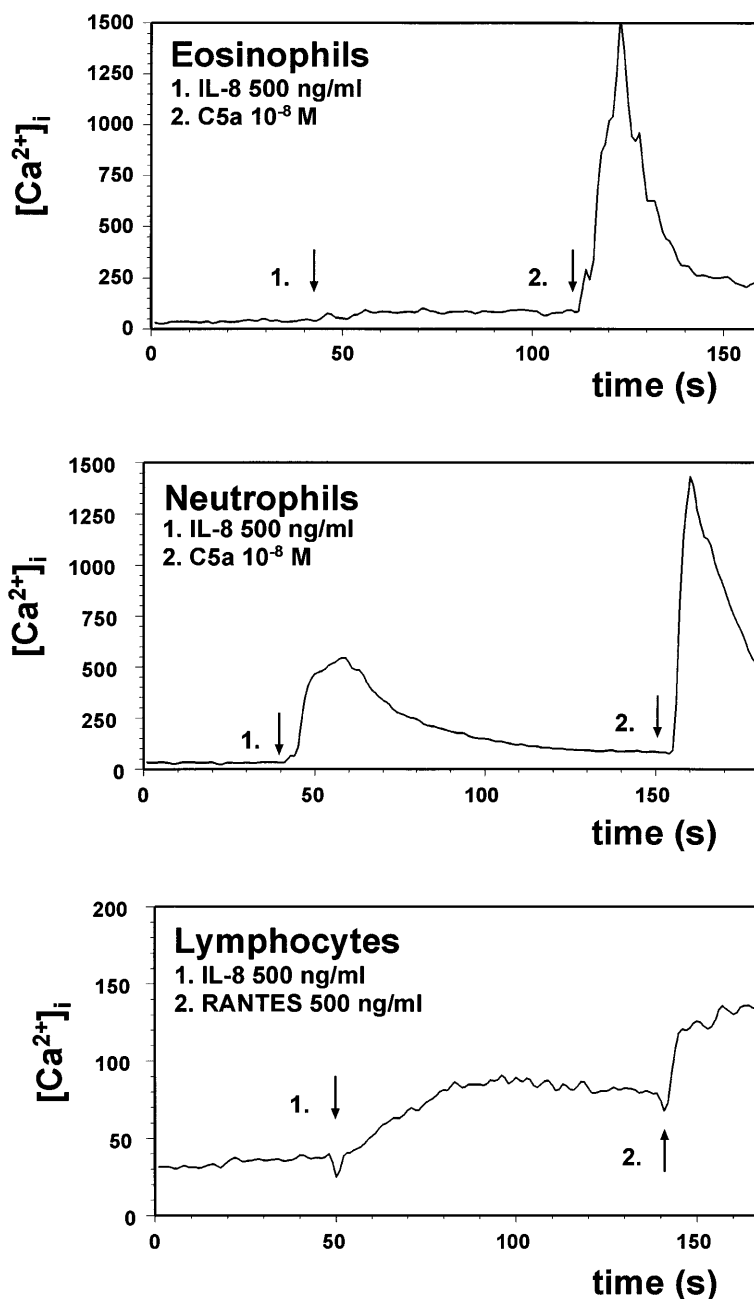 Eosinophils
1. IL-8 500 ng/ml
2. C5a 10⁻⁸ M
[Ca²⁺]ᵢ
1500
1250
1000
750
500
250
0
1.
2.
0
50
100
150
time (s)
Neutrophils
1. IL-8 500 ng/ml
2. C5a 10⁻⁸ M
[Ca²⁺]ᵢ
1500
1250
1000
750
500
250
0
1.
2.
0
50
100
150
time (s)
Lymphocytes
1. IL-8 500 ng/ml
2. RANTES 500 ng/ml
[Ca²⁺]ᵢ
200
150
100
50
0
1.
2.
0
50
100
150
time (s)